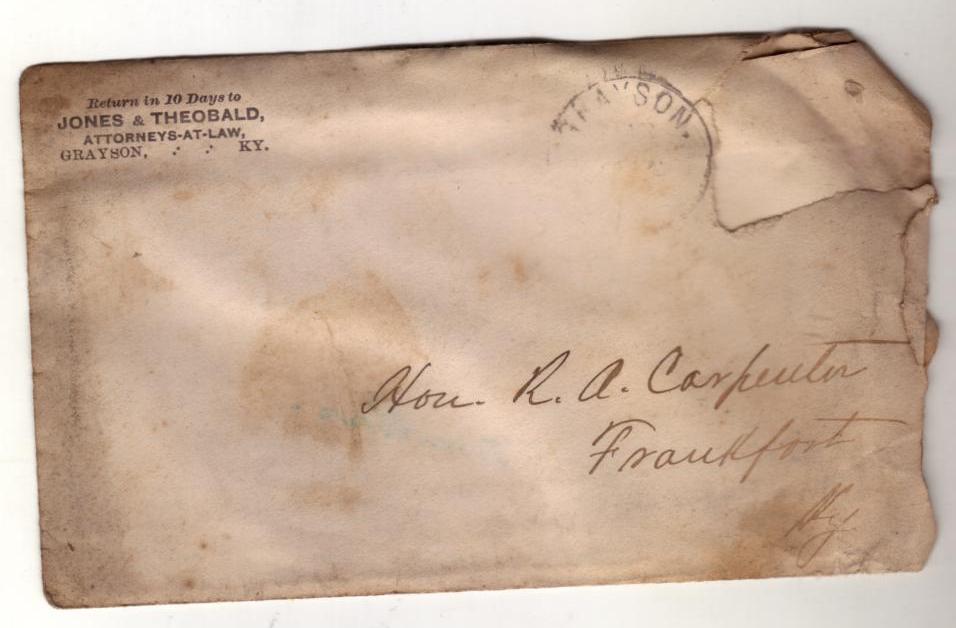 Return in 10 Days to
JONES & THEOBALD,
ATTORNEYS-AT-LAW,
GRAYSON, KY.
GRAYSON.
Hon. R. A. Carpenter
Frankfort
Ky.